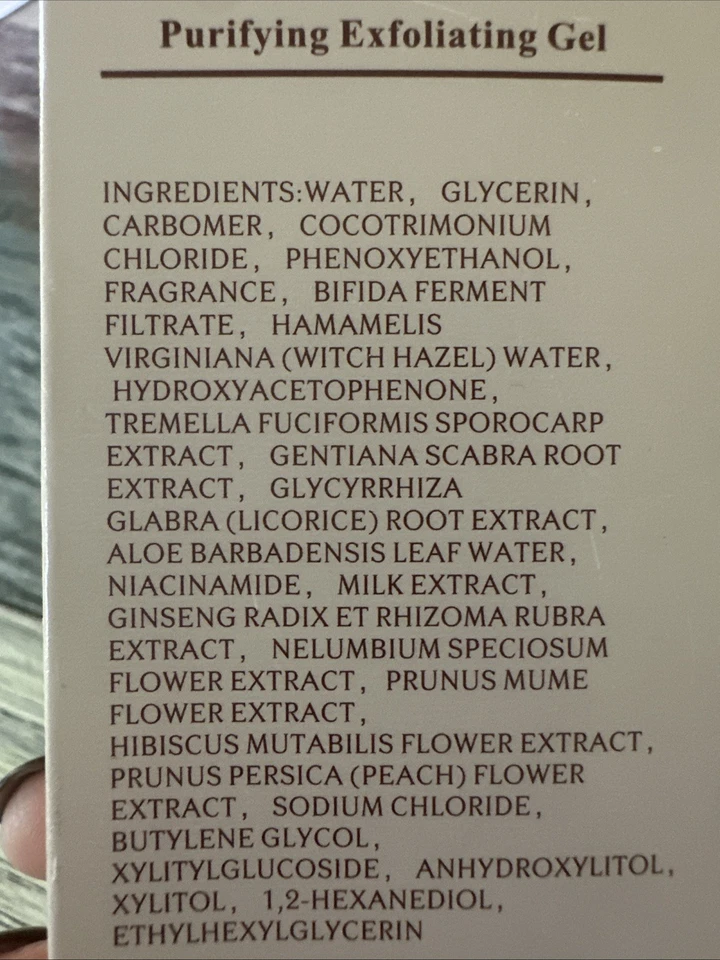 Purifying Exfoliating Gel
INGREDIENTS:WATER, GLYCERIN,
CARBOMER, COCOTRIMONIUM
CHLORIDE, PHENOXYETHANOL,
FRAGRANCE, BIFIDA FERMENT
FILTRATE, HAMAMELIS
VIRGINIANA (WITCH HAZEL) WATER,
HYDROXYACETOPHENONE,
TREMELLA FUCIFORMIS SPOROCARP
EXTRACT, GENTIANA SCABRA ROOT
EXTRACT, GLYCYRRHIZA
GLABRA (LICORICE) ROOT EXTRACT,
ALOE BARBADENSIS LEAF WATER,
NIACINAMIDE, MILK EXTRACT,
GINSENG RADIX ET RHIZOMA RUBRA
EXTRACT, NELUMBIUM SPECIOSUM
FLOWER EXTRACT, PRUNUS MUME
FLOWER EXTRACT,
HIBISCUS MUTABILIS FLOWER EXTRACT,
PRUNUS PERSICA (PEACH) FLOWER
EXTRACT, SODIUM CHLORIDE,
BUTYLENE GLYCOL,
XYLITYLGLUCOSIDE, ANHYDROXYLITOL,
XYLITOL, 1,2-HEXANEDIOL,
ETHYLHEXYLGLYCERIN